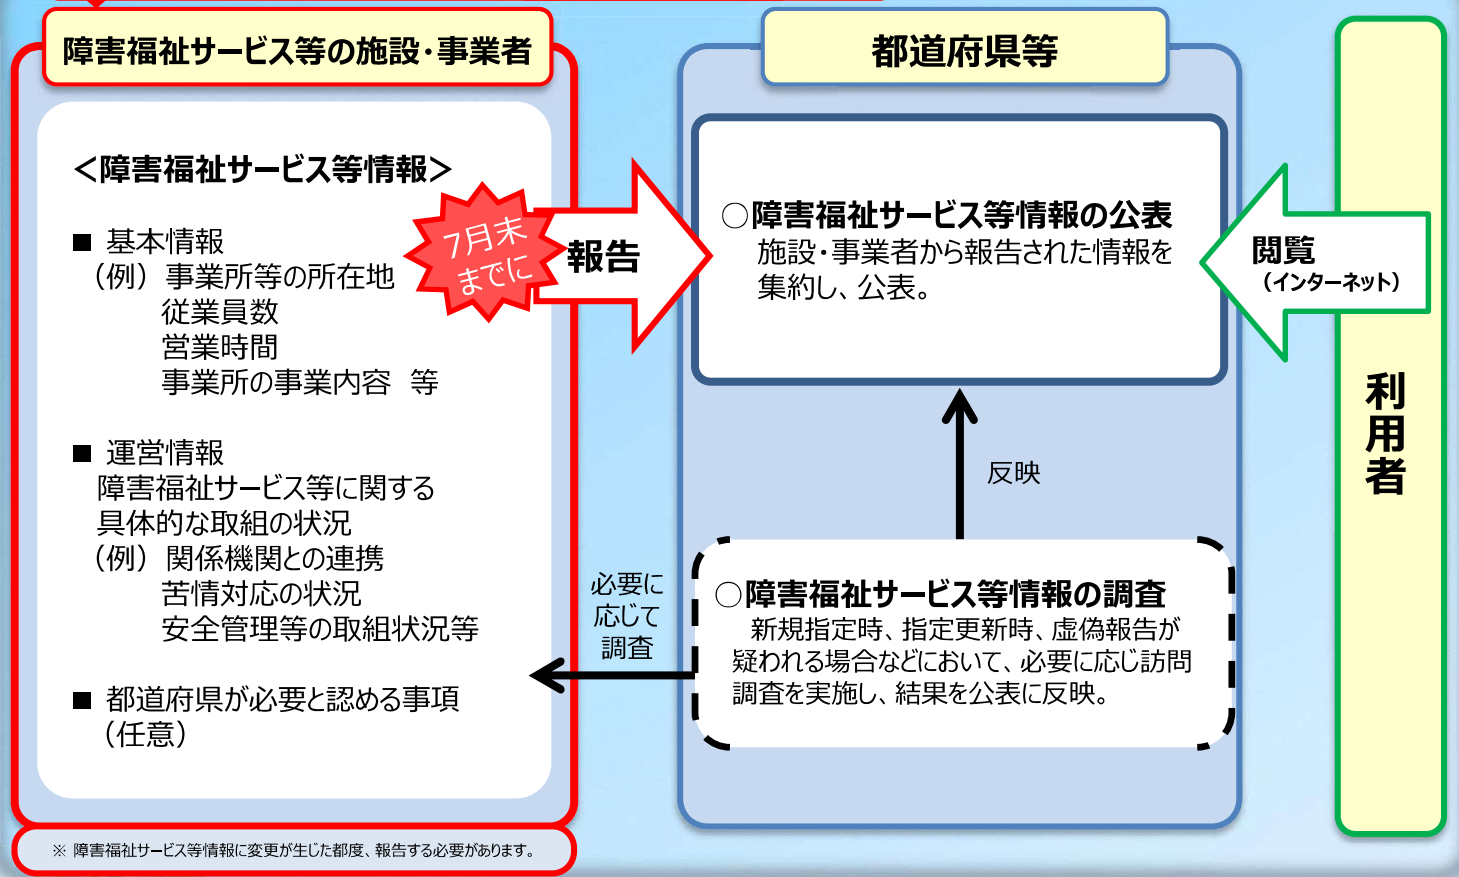 障害福祉サービス等の施設・事業者
＜障害福祉サービス等情報＞
■ 基本情報
（例）事業所等の所在地
従業員数
営業時間
事業所の事業内容　等
■ 運営情報
障害福祉サービス等に関する
具体的な取組の状況
（例）関係機関との連携
苦情対応の状況
安全管理等の取組状況等
■ 都道府県が必要と認める事項
（任意）
※ 障害福祉サービス等情報に変更が生じた都度、報告する必要があります。
7月末
までに
報告
必要に
応じて
調査
都道府県等
○障害福祉サービス等情報の公表
施設・事業者から報告された情報を
集約し、公表。
反映
○障害福祉サービス等情報の調査
新規指定時、指定更新時、虚偽報告が
疑われる場合などにおいて、必要に応じ訪問
調査を実施し、結果を公表に反映。
閲覧
（インターネット）
利用者